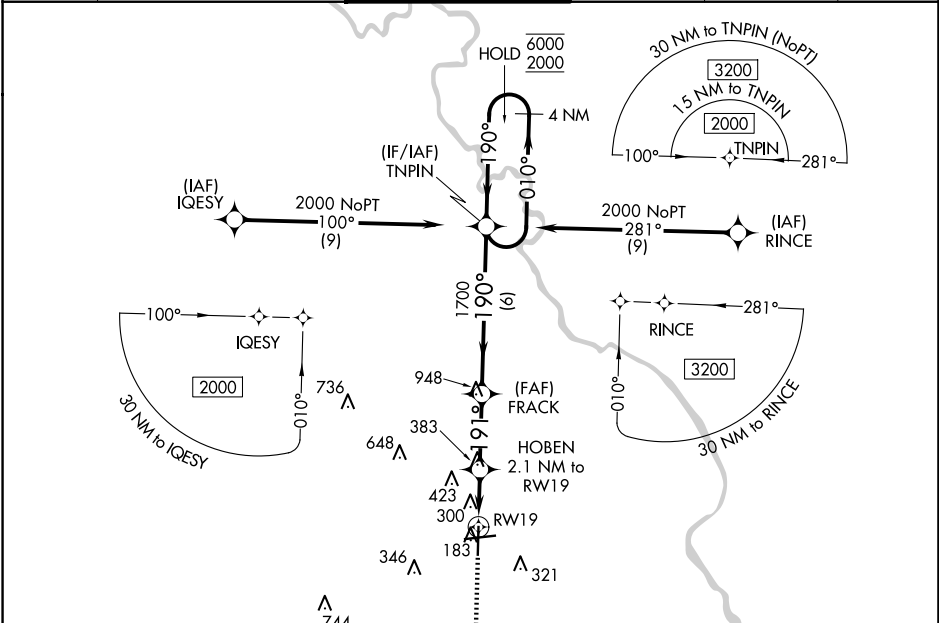 HOLD
6000
2000
4 NM
190°
010°
(IF/IAF)
TNPIN
(IAF)
IQESY
2000 NoPT
100°
(9)
2000 NoPT
281°
(9)
(IAF)
RINCE
30 NM to TNPIN (NoPT)
3200
15 NM to TNPIN
2000
TNPIN
100°
281°
1700
190°
(6)
100°
IQESY
2000
010°
30 NM to IQESY
281°
RINCE
3200
010°
30 NM to RINCE
736
948
(FAF)
FRACK
191°
383
648
HOBEN
2.1 NM to
RW19
423
300
RW19
183
346
321
744